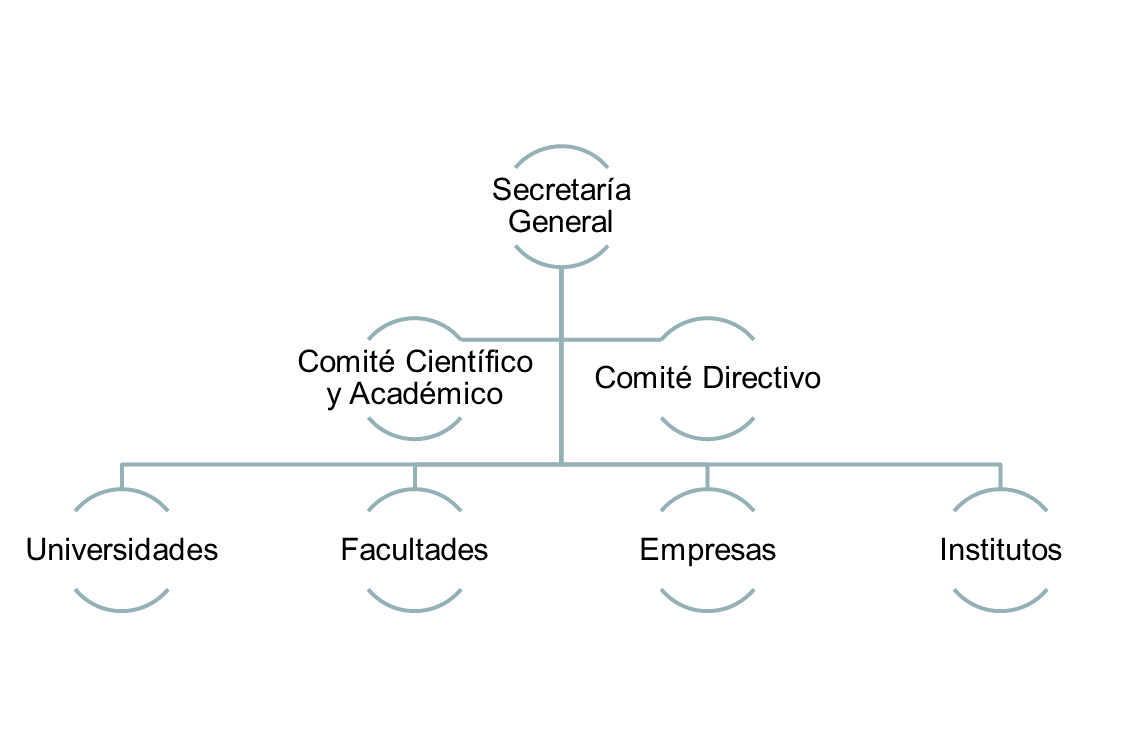 Secretaría
General
Comité Científico
y Académico
Comité Directivo
Universidades
Facultades
Empresas
Institutos